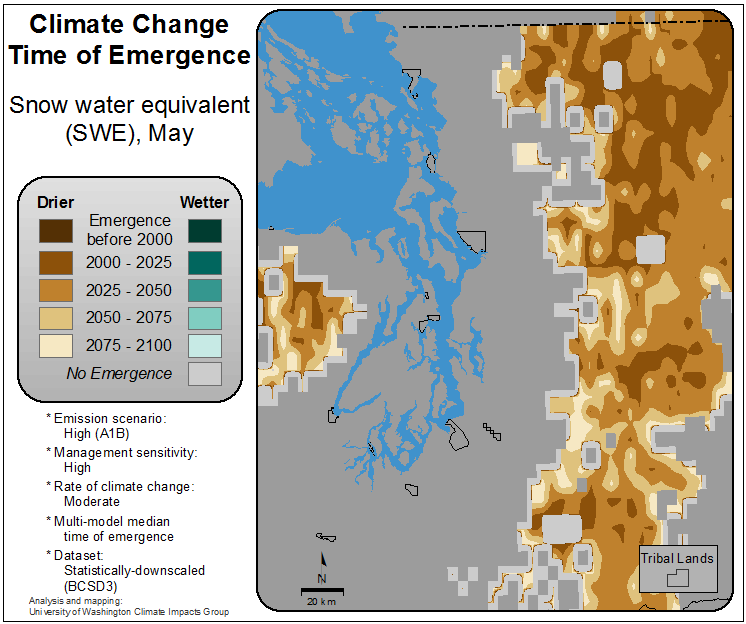 Climate Change
Time of Emergence
Snow water equivalent
(SWE), May
Drier
Wetter
Emergence
before 2000
2000 - 2025
2025 - 2050
2050 - 2075
2075 - 2100
No Emergence
* Emission scenario:
High (A1B)
* Management sensitivity:
High
* Rate of climate change:
Moderate
* Multi-model median
time of emergence
* Dataset:
Statistically-downscaled
(BCSD3)
Analysis and mapping:
University of Washington Climate Impacts Group
N
20 km
Tribal Lands